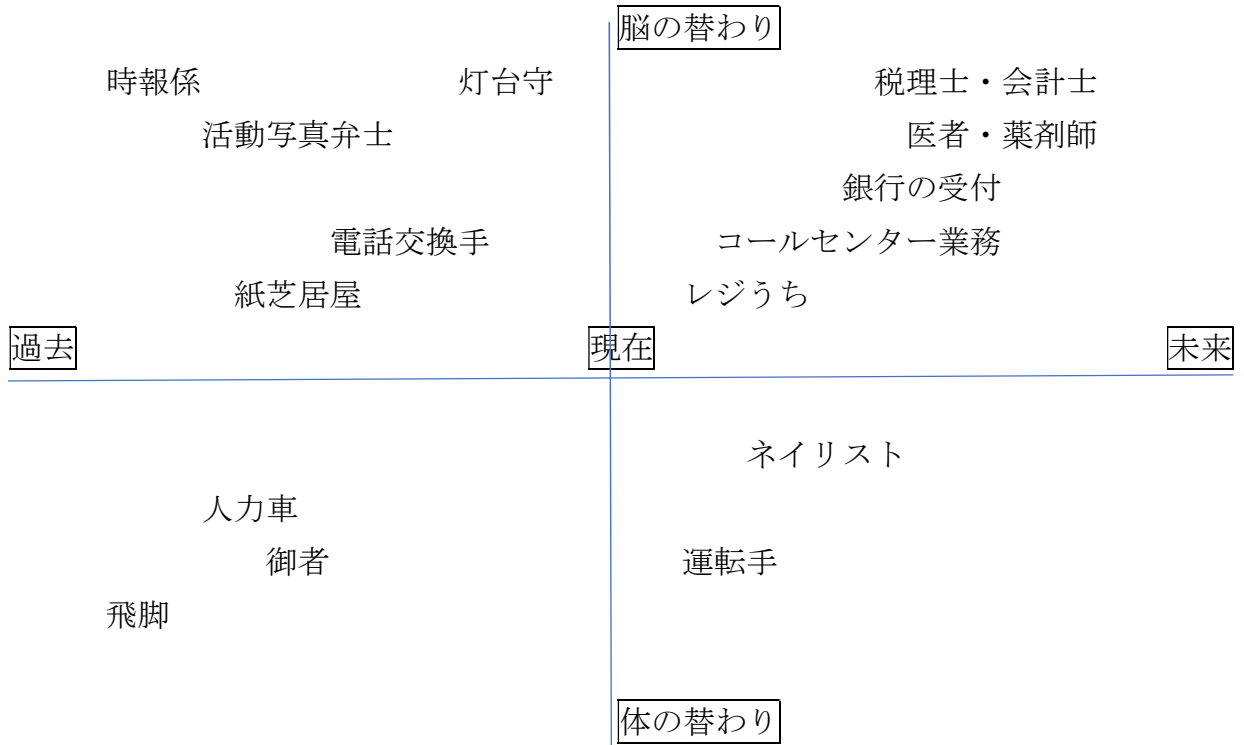 脳の替わり
時報係 灯台守 税理士・会計士
活動写真弁士 医者・薬剤師
銀行の受付
電話交換手 コールセンター業務
紙芝居屋 レジうち
過去 現在 未来
ネイリスト
人力車
御者 運転手
飛脚
体の替わり